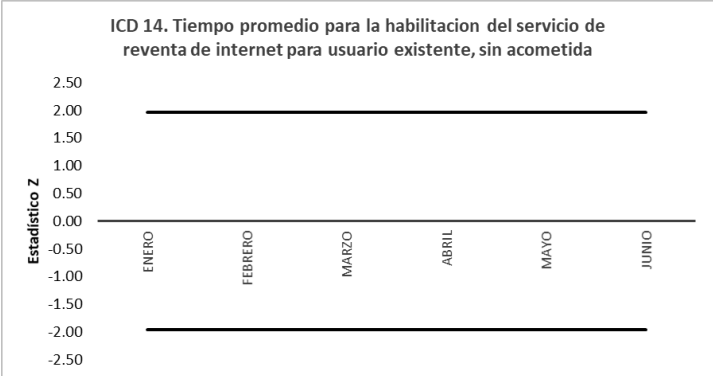 ICD 14. Tiempo promedio para la habilitacion del servicio de
reventa de internet para usuario existente, sin acometida
Estadístico Z
2.50
2.00
1.50
1.00
0.50
0.00
-0.50
-1.00
-1.50
-2.00
-2.50
ENERO
FEBRERO
MARZO
ABRIL
MAYO
JUNIO